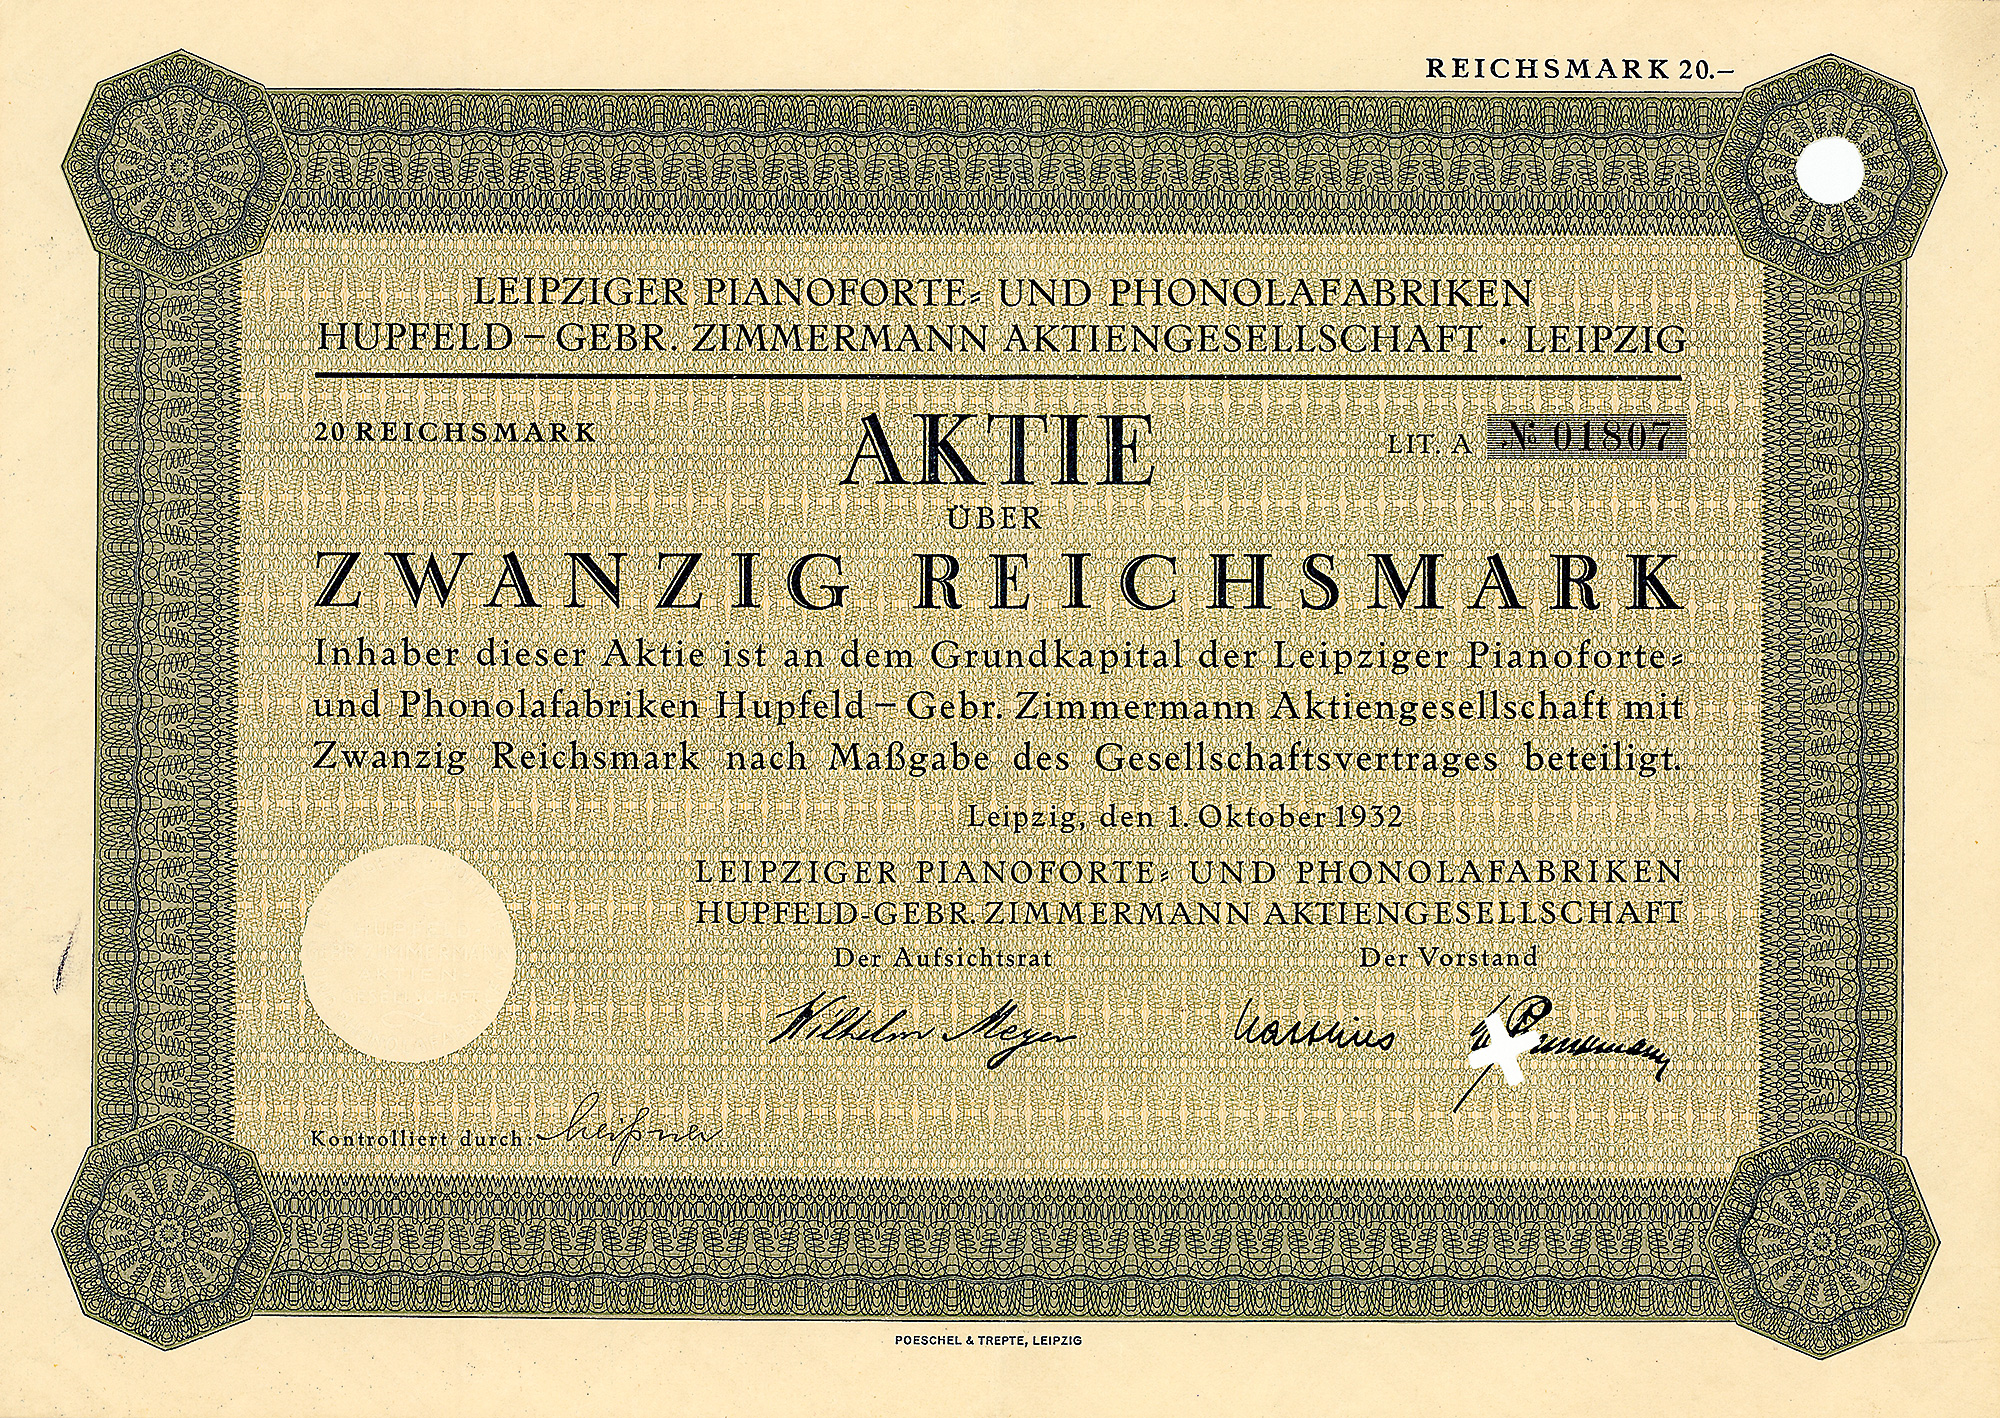 REICHSMARK 20.–
LEIPZIGER PIANOFORTE- UND PHONOLAFABRIKEN
HUPFELD – GEBR. ZIMMERMANN AKTIENGESELLSCHAFT · LEIPZIG
20 REICHSMARK
AKTIE
LIT. A № 01807
ÜBER
ZWANZIG REICHSMARK
Inhaber dieser Aktie ist an dem Grundkapital der Leipziger Pianoforte-
und Phonolafabriken Hupfeld – Gebr. Zimmermann Aktiengesellschaft mit
Zwanzig Reichsmark nach Maßgabe des Gesellschaftsvertrages beteiligt.
Leipzig, den 1. Oktober 1932
LEIPZIGER PIANOFORTE- UND PHONOLAFABRIKEN
HUPFELD-GEBR. ZIMMERMANN AKTIENGESELLSCHAFT
Der Aufsichtsrat Der Vorstand
Wilhelm Meyer
Kontrolliert durch:
POESCHEL & TREPTE, LEIPZIG